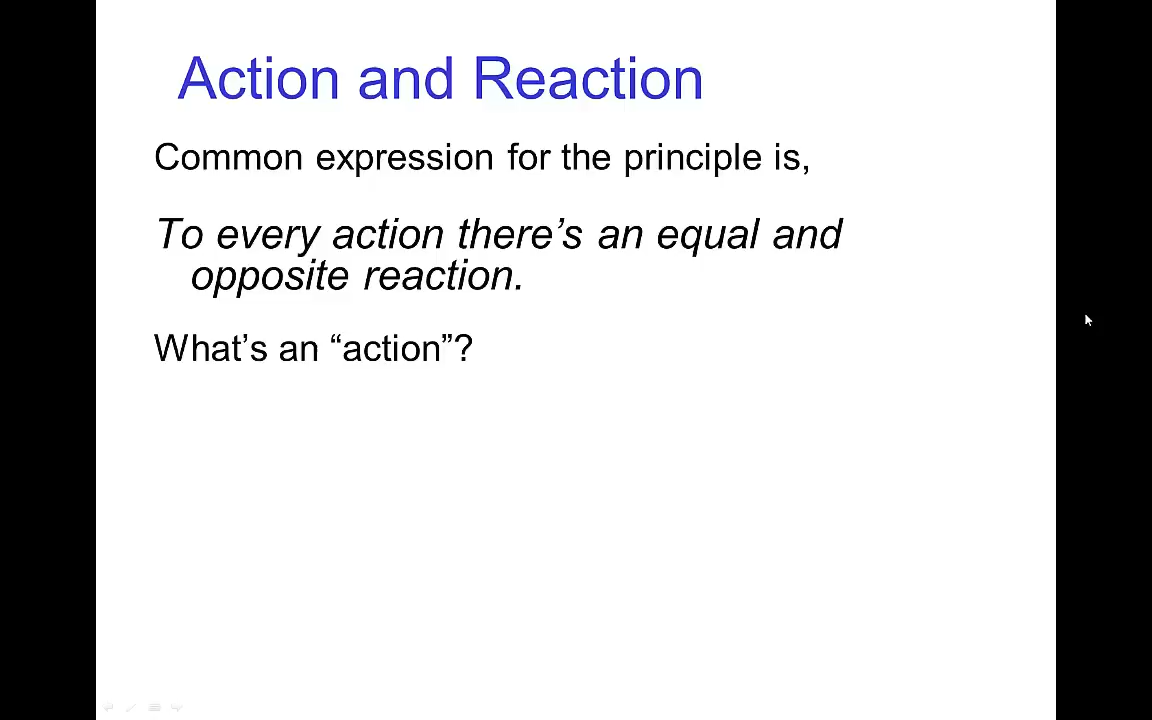 Action and Reaction
Common expression for the principle is,
To every action there’s an equal and
opposite reaction.
What’s an “action”?